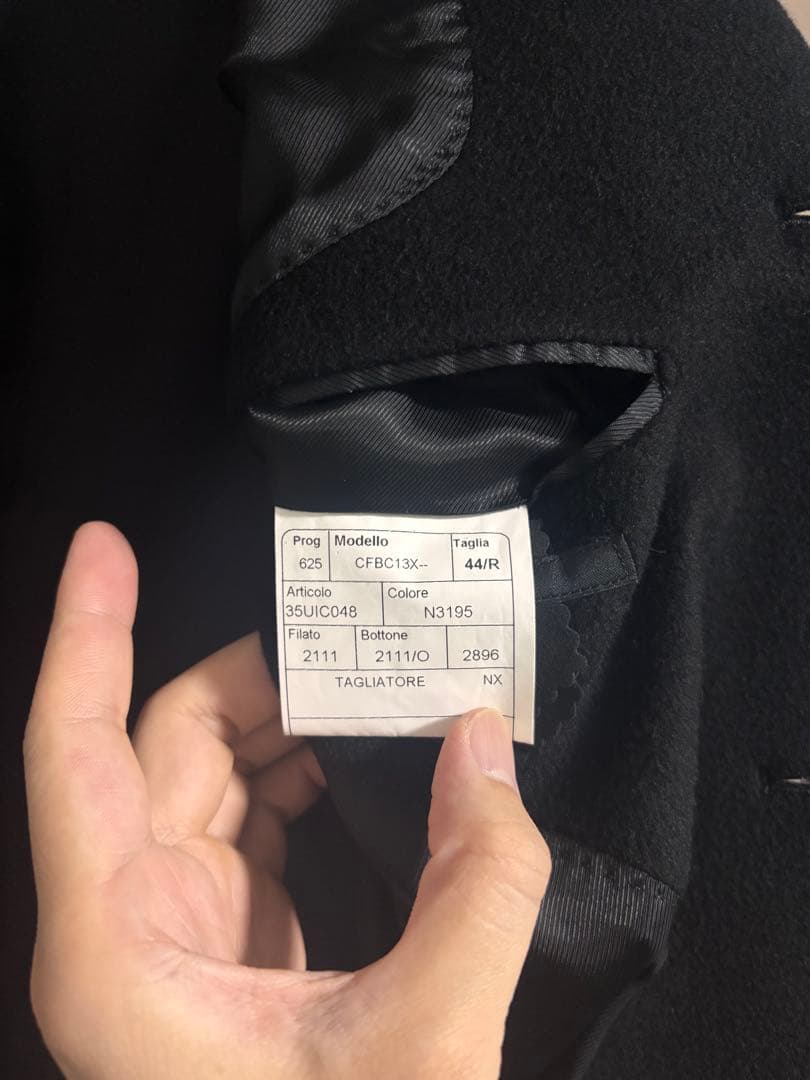 Prog Modello Taglia
625 CFBC13X-- 44/R
Articolo Colore
35UIC048 N3195
Filato Bottone
2111 2111/O 2896
TAGLIATORE NX